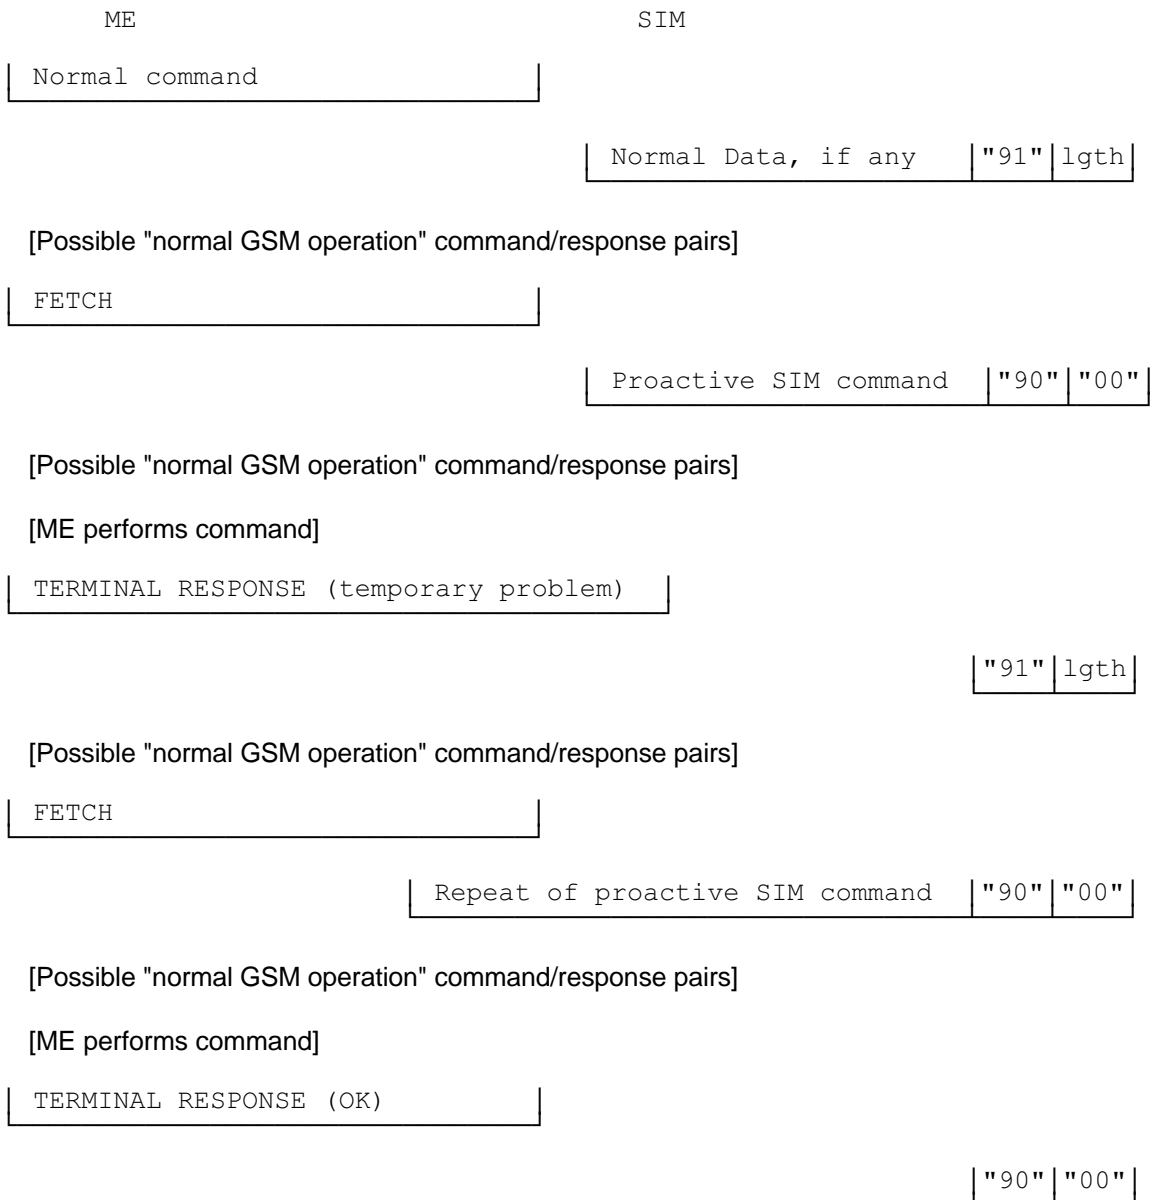 ME SIM
Normal command
Normal Data, if any "91" lgth
[Possible "normal GSM operation" command/response pairs]
FETCH
Proactive SIM command "90" "00"
[Possible "normal GSM operation" command/response pairs]
[ME performs command]
TERMINAL RESPONSE (temporary problem)
"91" lgth
[Possible "normal GSM operation" command/response pairs]
FETCH
Repeat of proactive SIM command "90" "00"
[Possible "normal GSM operation" command/response pairs]
[ME performs command]
TERMINAL RESPONSE (OK)
"90" "00"